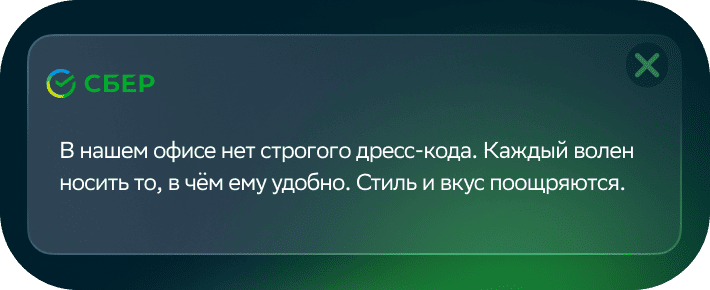 СБЕР
В нашем офисе нет строгого дресс-кода. Каждый волен
носить то, в чём ему удобно. Стиль и вкус поощряются.